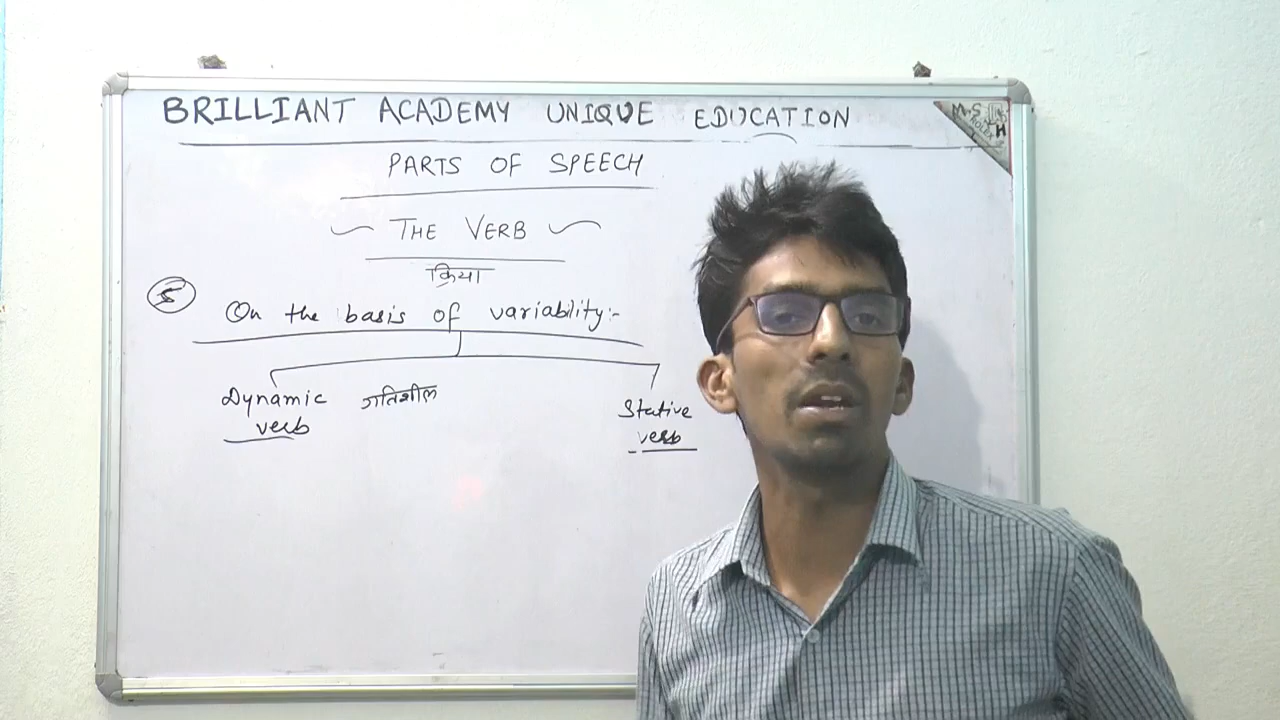 BRILLIANT ACADEMY UNIQUE EDUCATION
PARTS OF SPEECH
THE VERB
क्रिया
5 On the basis of variability:-
Dynamic verb गतिशील
Stative verb